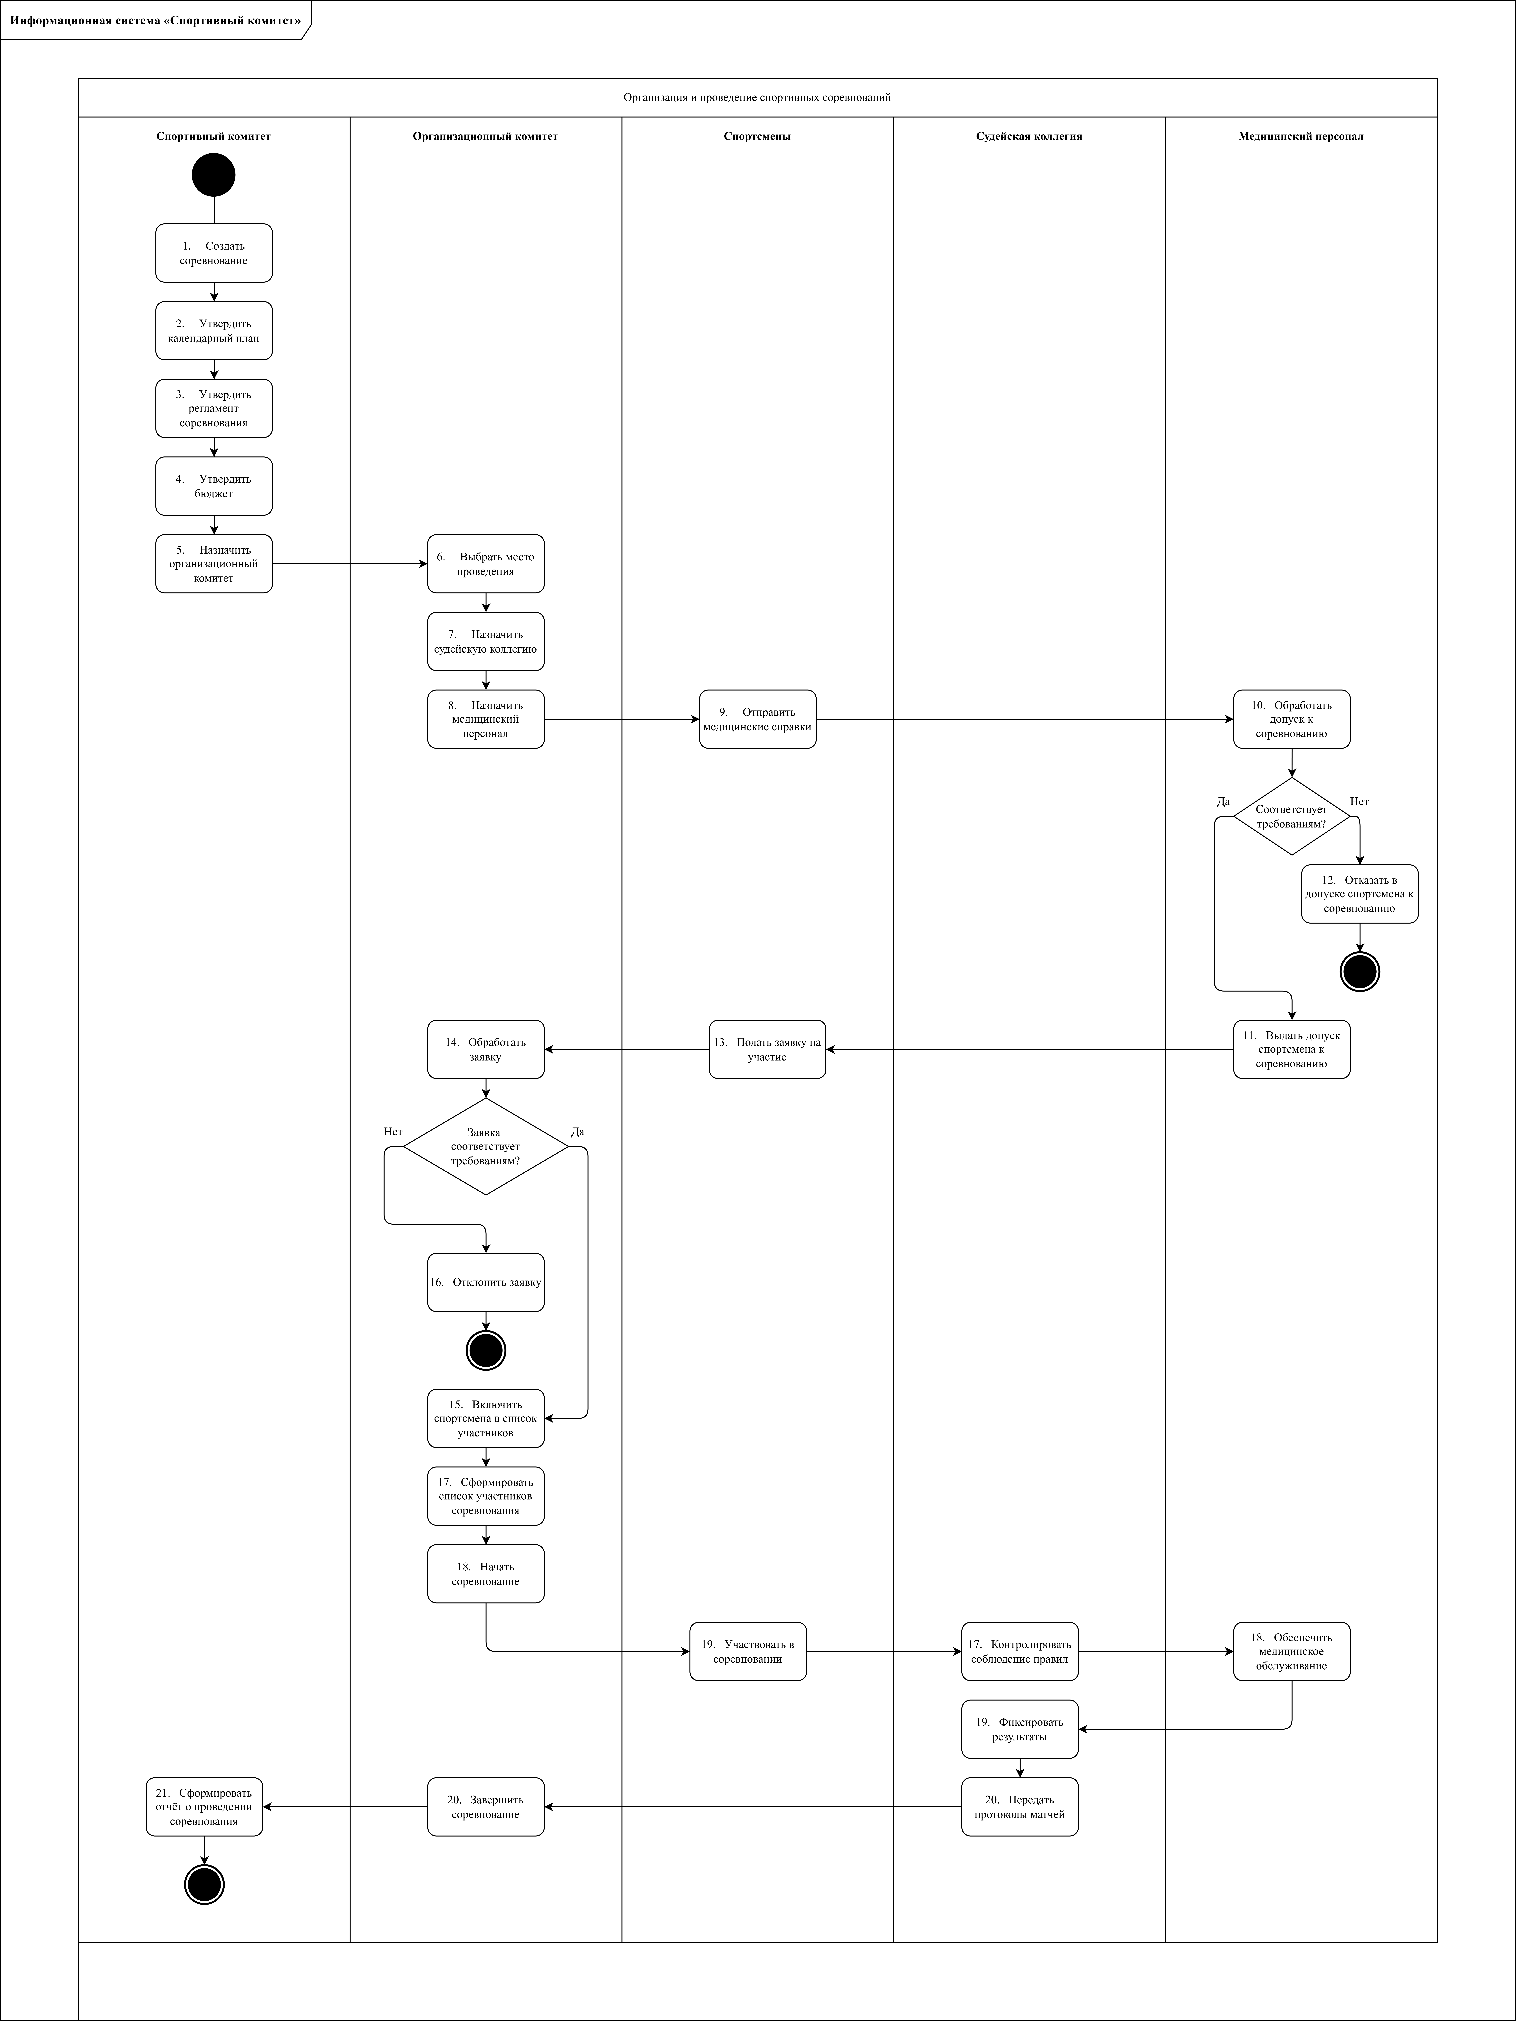 Информационная система «Спортивный комитет»
Организация и проведение спортивных соревнований
Спортивный комитет
Организационный комитет
Спортсмены
Судейская коллегия
Медицинский персонал
1. Создать
соревнование
2. Утвердить
календарный план
3. Утвердить
регламент
соревнования
4. Утвердить
бюджет
5. Назначить
организационный
комитет
6. Выбрать место
проведения
7. Назначить
судейскую коллегию
8. Назначить
медицинский
персонал
9. Отправить
медицинские справки
10. Обработать
допуск к
соревнованию
Да
Нет
Соответствует
требованиям?
12. Отказать в
допуске спортсмена к
соревнованию
14. Обработать
заявку
13. Подать заявку на
участие
11. Выдать допуск
спортсмена к
соревнованию
Нет
Да
Заявка
соответствует
требованиям?
16. Отклонить заявку
15. Включить
спортсмена в список
участников
17. Сформировать
список участников
соревнования
18. Начать
соревнование
19. Участвовать в
соревновании
17. Контролировать
соблюдение правил
18. Обеспечить
медицинское
обслуживание
19. Фиксировать
результаты
21. Сформировать
отчёт о проведении
соревнования
20. Завершить
соревнование
20. Передать
протоколы матчей